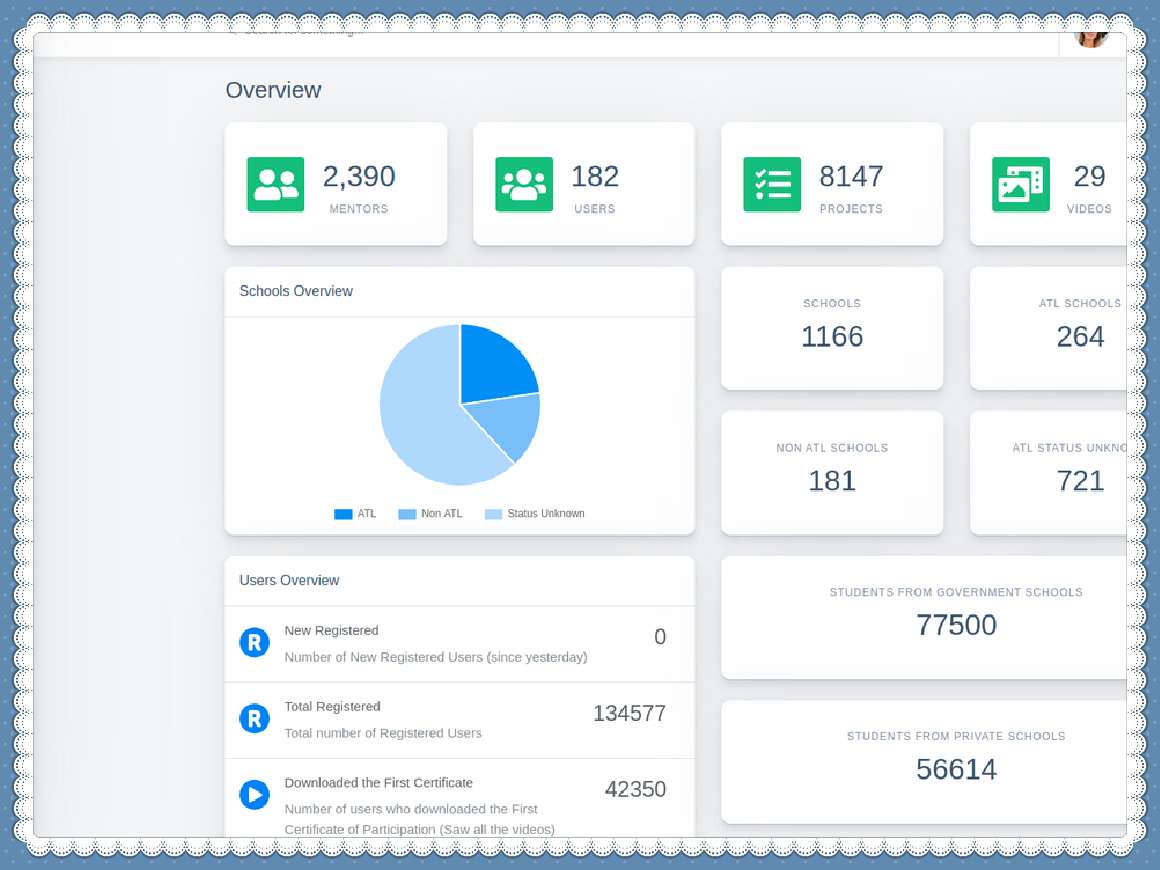 Overview
2,390
MENTORS
182
USERS
8147
PROJECTS
29
VIDEOS
Schools Overview
ATL
Non ATL
Status Unknown
SCHOOLS
1166
ATL SCHOOLS
264
NON ATL SCHOOLS
181
ATL STATUS UNKNO
721
Users Overview
R
New Registered
0
Number of New Registered Users (since yesterday)
R
Total Registered
134577
Total number of Registered Users
Downloaded the First Certificate
42350
Number of users who downloaded the First
Certificate of Participation (Saw all the videos)
STUDENTS FROM GOVERNMENT SCHOOLS
77500
STUDENTS FROM PRIVATE SCHOOLS
56614